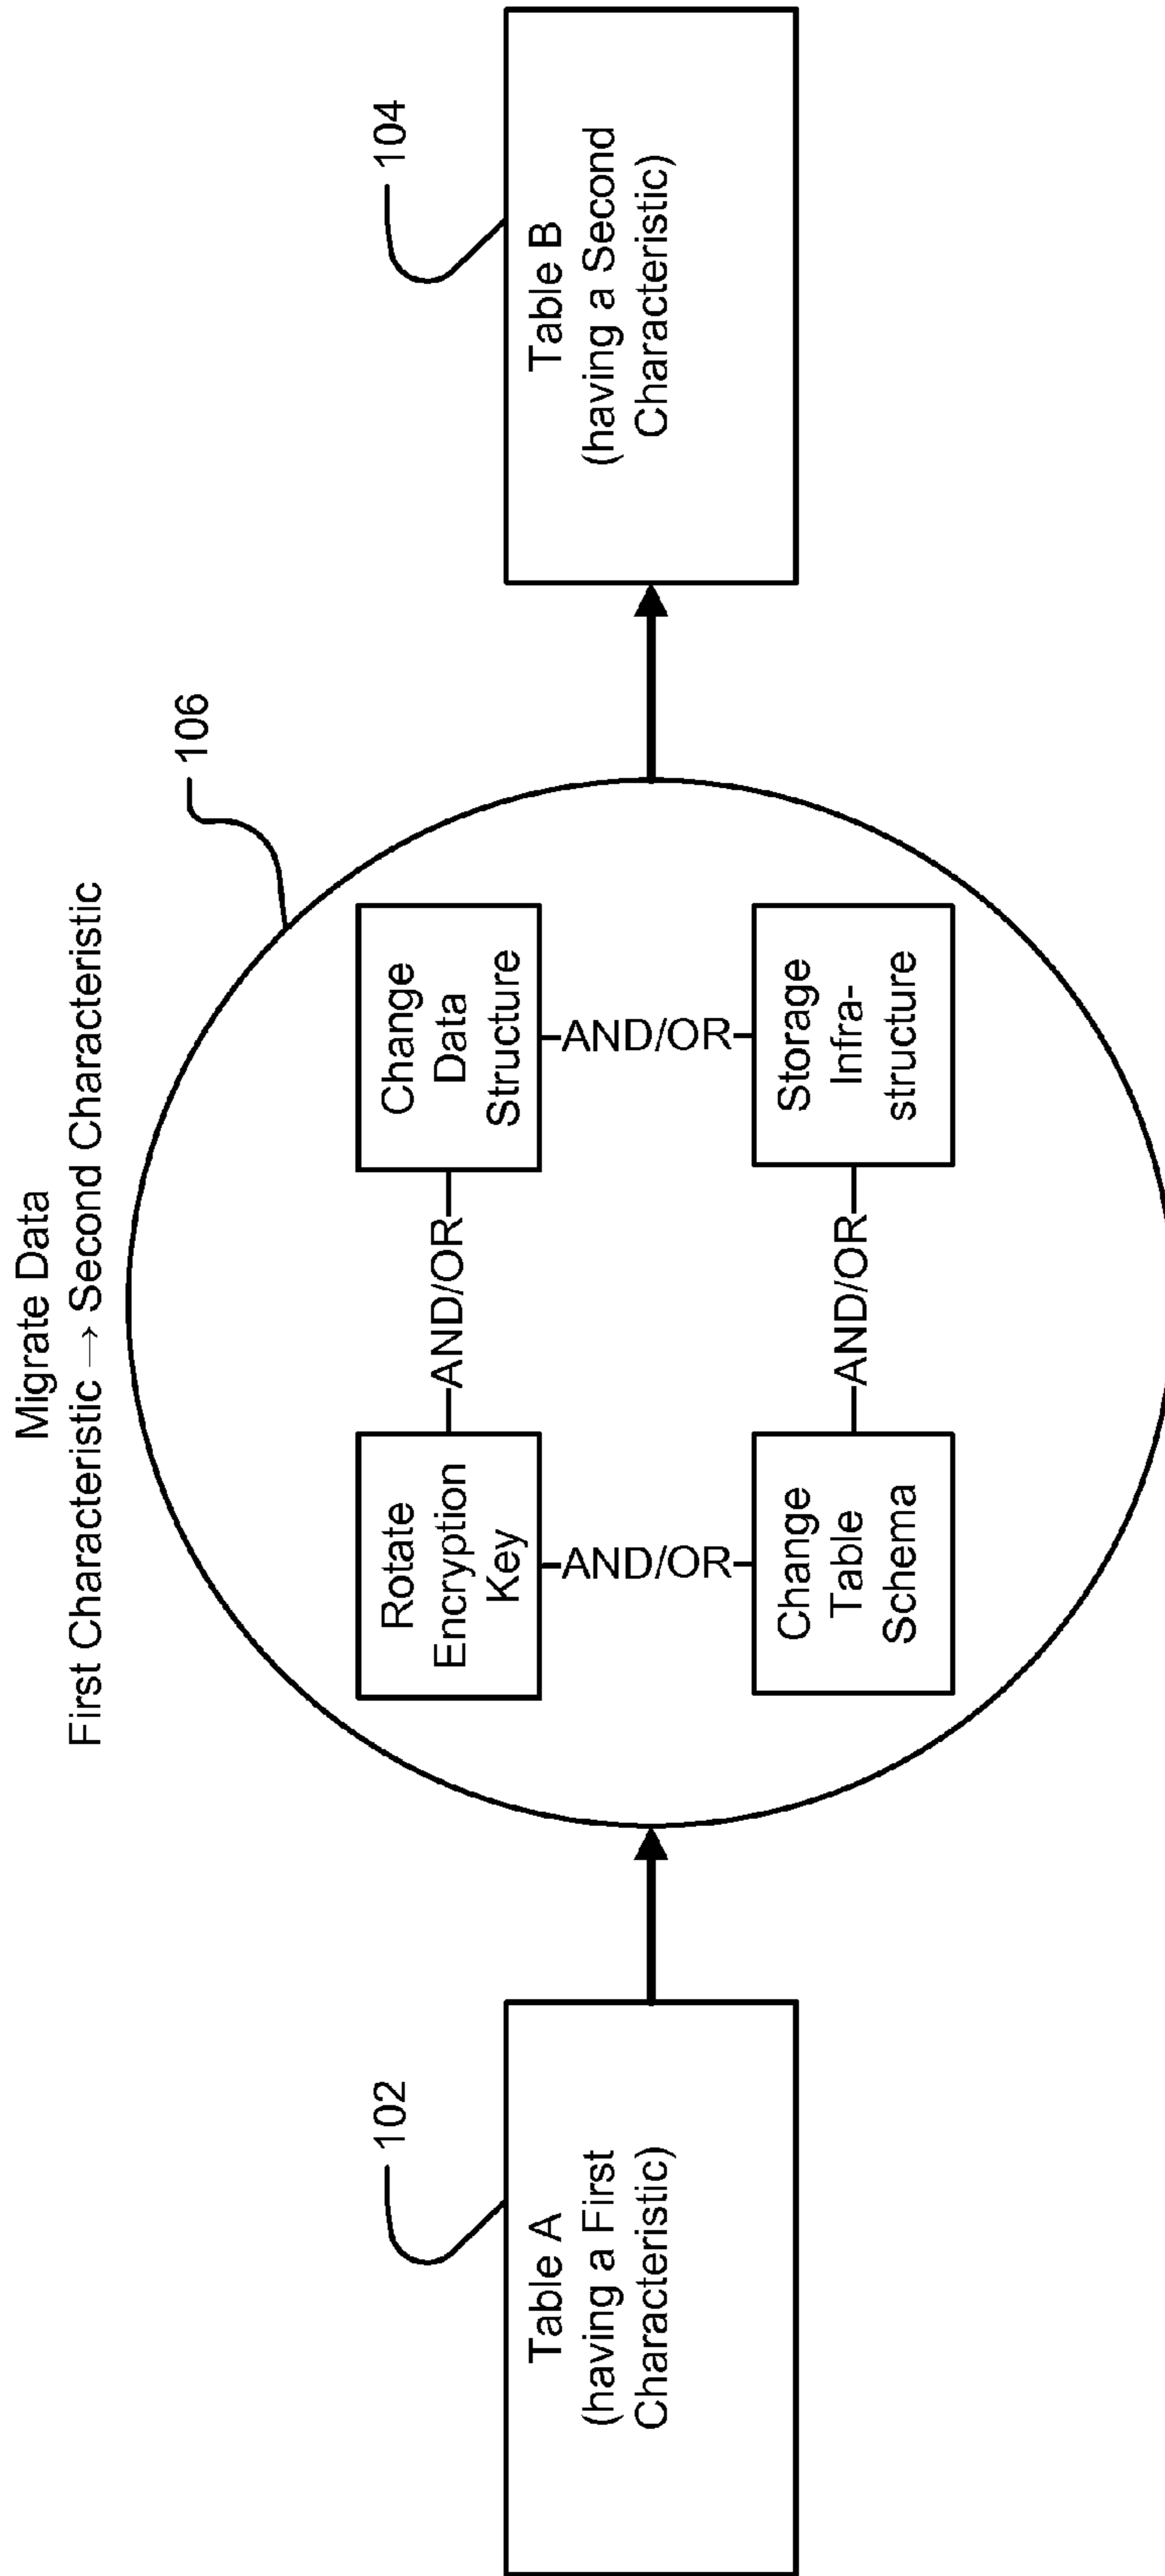 Migrate Data
First Characteristic → Second Characteristic
106
102
104
Table A
(having a First
Characteristic)
Rotate
Encryption
Key
AND/OR
Change
Data
Structure
AND/OR
AND/OR
Change
Table
Schema
AND/OR
Storage
Infra-
structure
Table B
(having a Second
Characteristic)